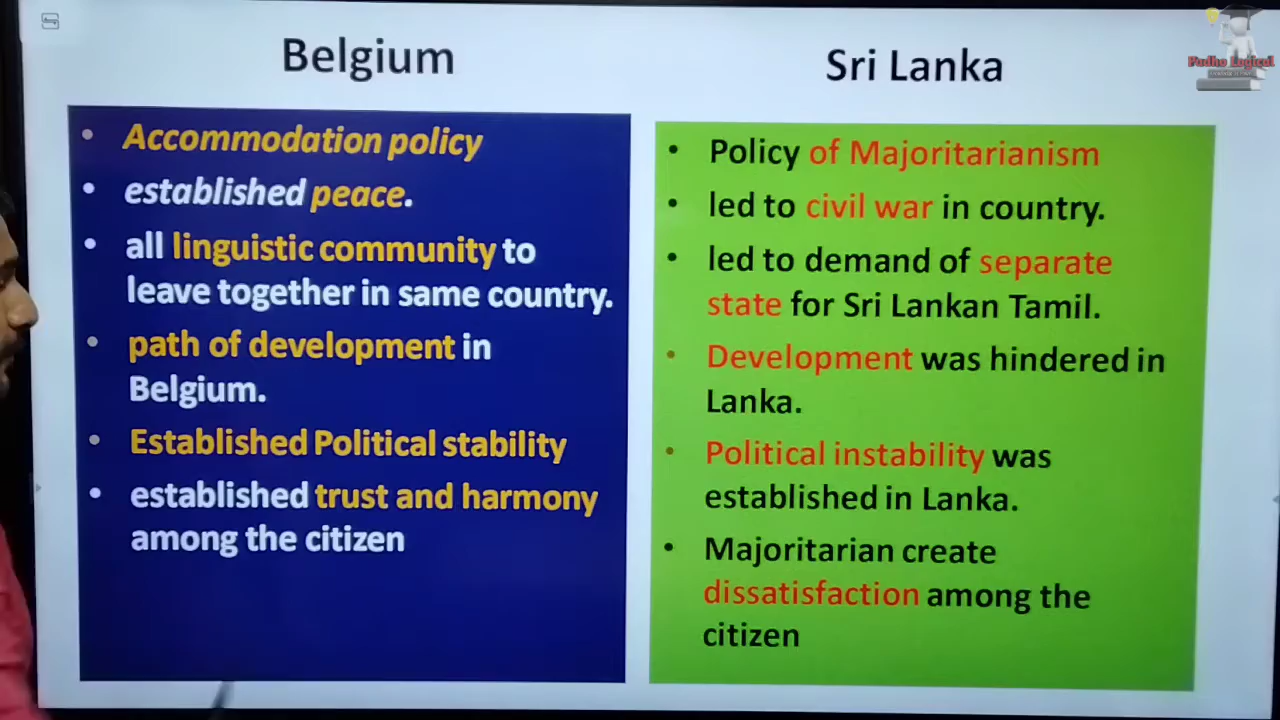 Belgium
• Accommodation policy
• established peace.
• all linguistic community to
leave together in same country.
• path of development in
Belgium.
• Established Political stability
• established trust and harmony
among the citizen
Sri Lanka
• Policy of Majoritarianism
• led to civil war in country.
• led to demand of separate
state for Sri Lankan Tamil.
• Development was hindered in
Lanka.
• Political instability was
established in Lanka.
• Majoritarian create
dissatisfaction among the
citizen
Padho Logical